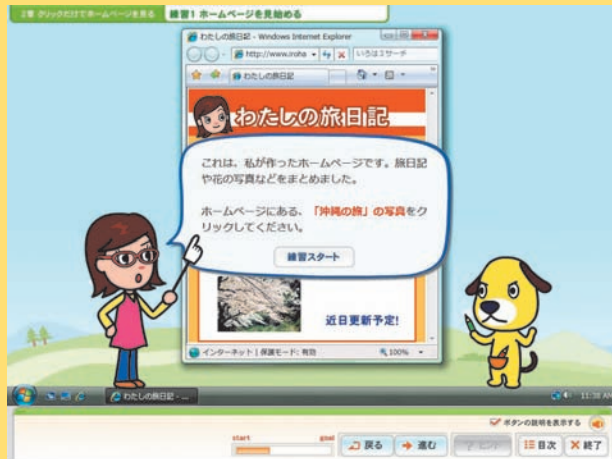 2章 クリックだけでホームページを見る
練習1 ホームページを見始める
わたしの旅日記 - Windows Internet Explorer
http://www.iroha
いろはエサーチ
わたしの旅日記
わたしの旅日記
これは、私が作ったホームページです。旅日記
や花の写真などをまとめました。
ホームページにある、「沖縄の旅」の写真をク
リックしてください。
練習スタート
近日更新予定!
インターネット | 保護モード: 有効
100%
わたしの旅日記 - ...
11:38 AM
ボタンの説明を表示する
start
goal
戻る
進む
ヒント
目次
終了